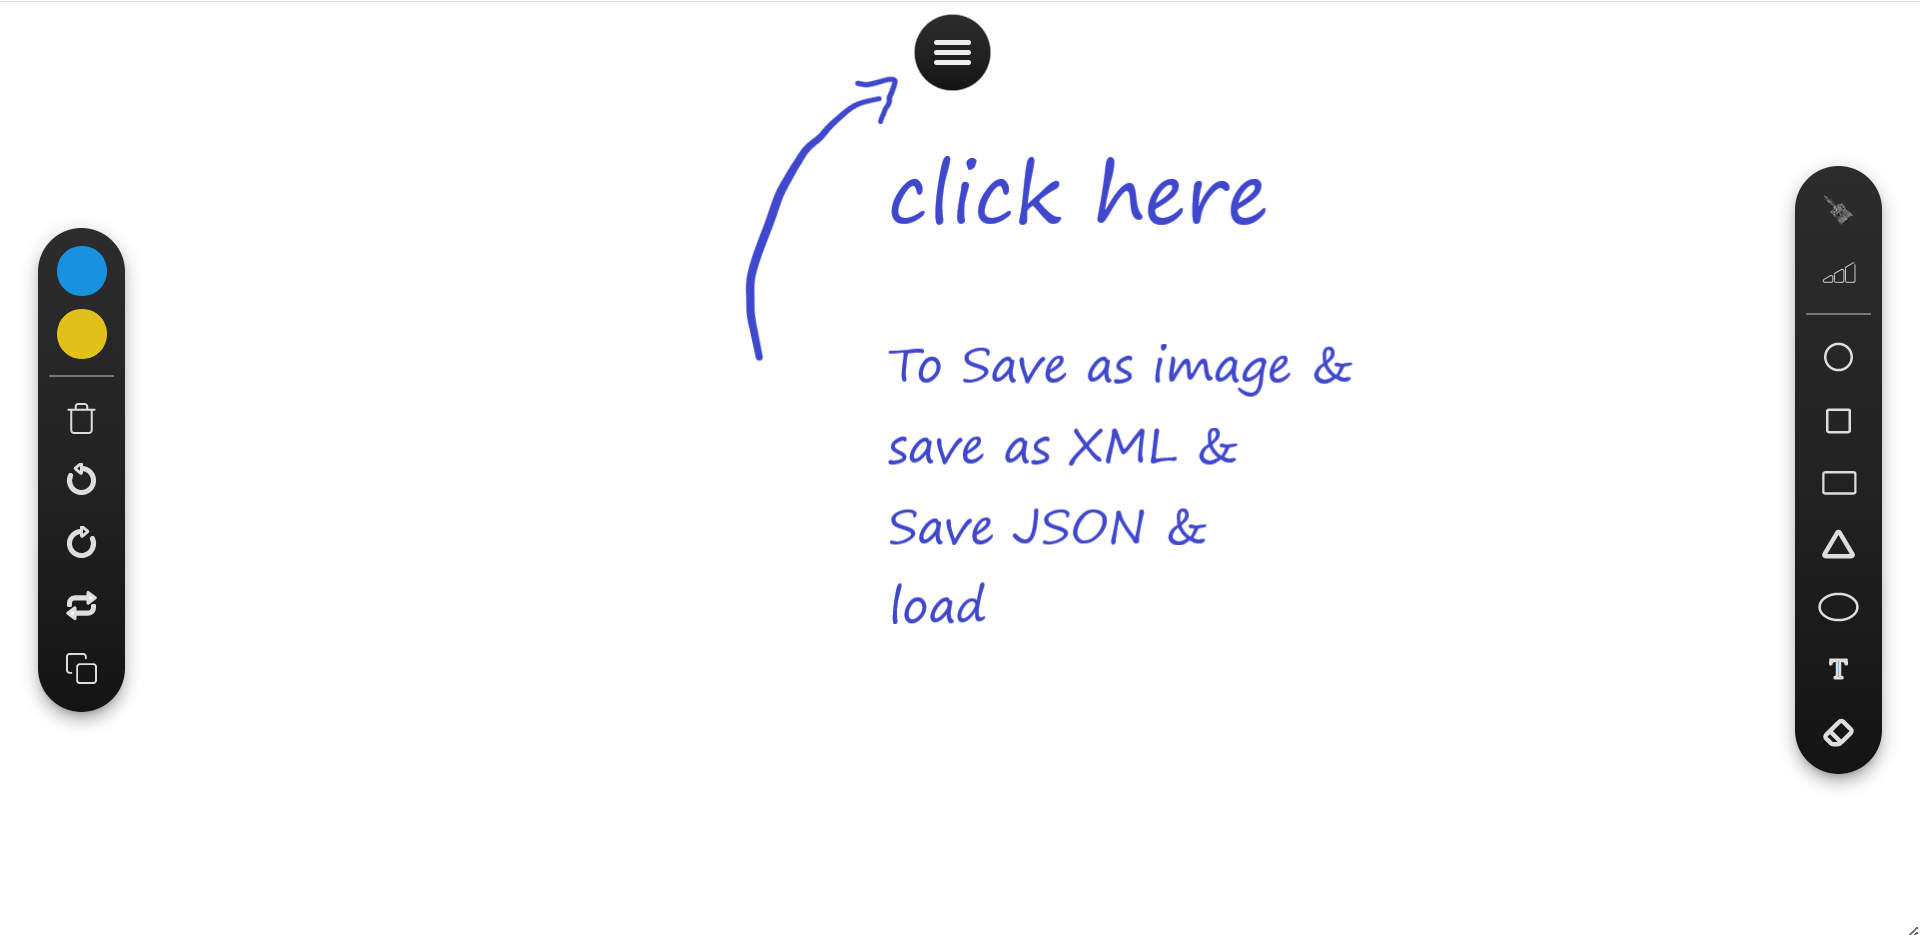 click here
To Save as image &
save as XML &
Save JSON &
load
T